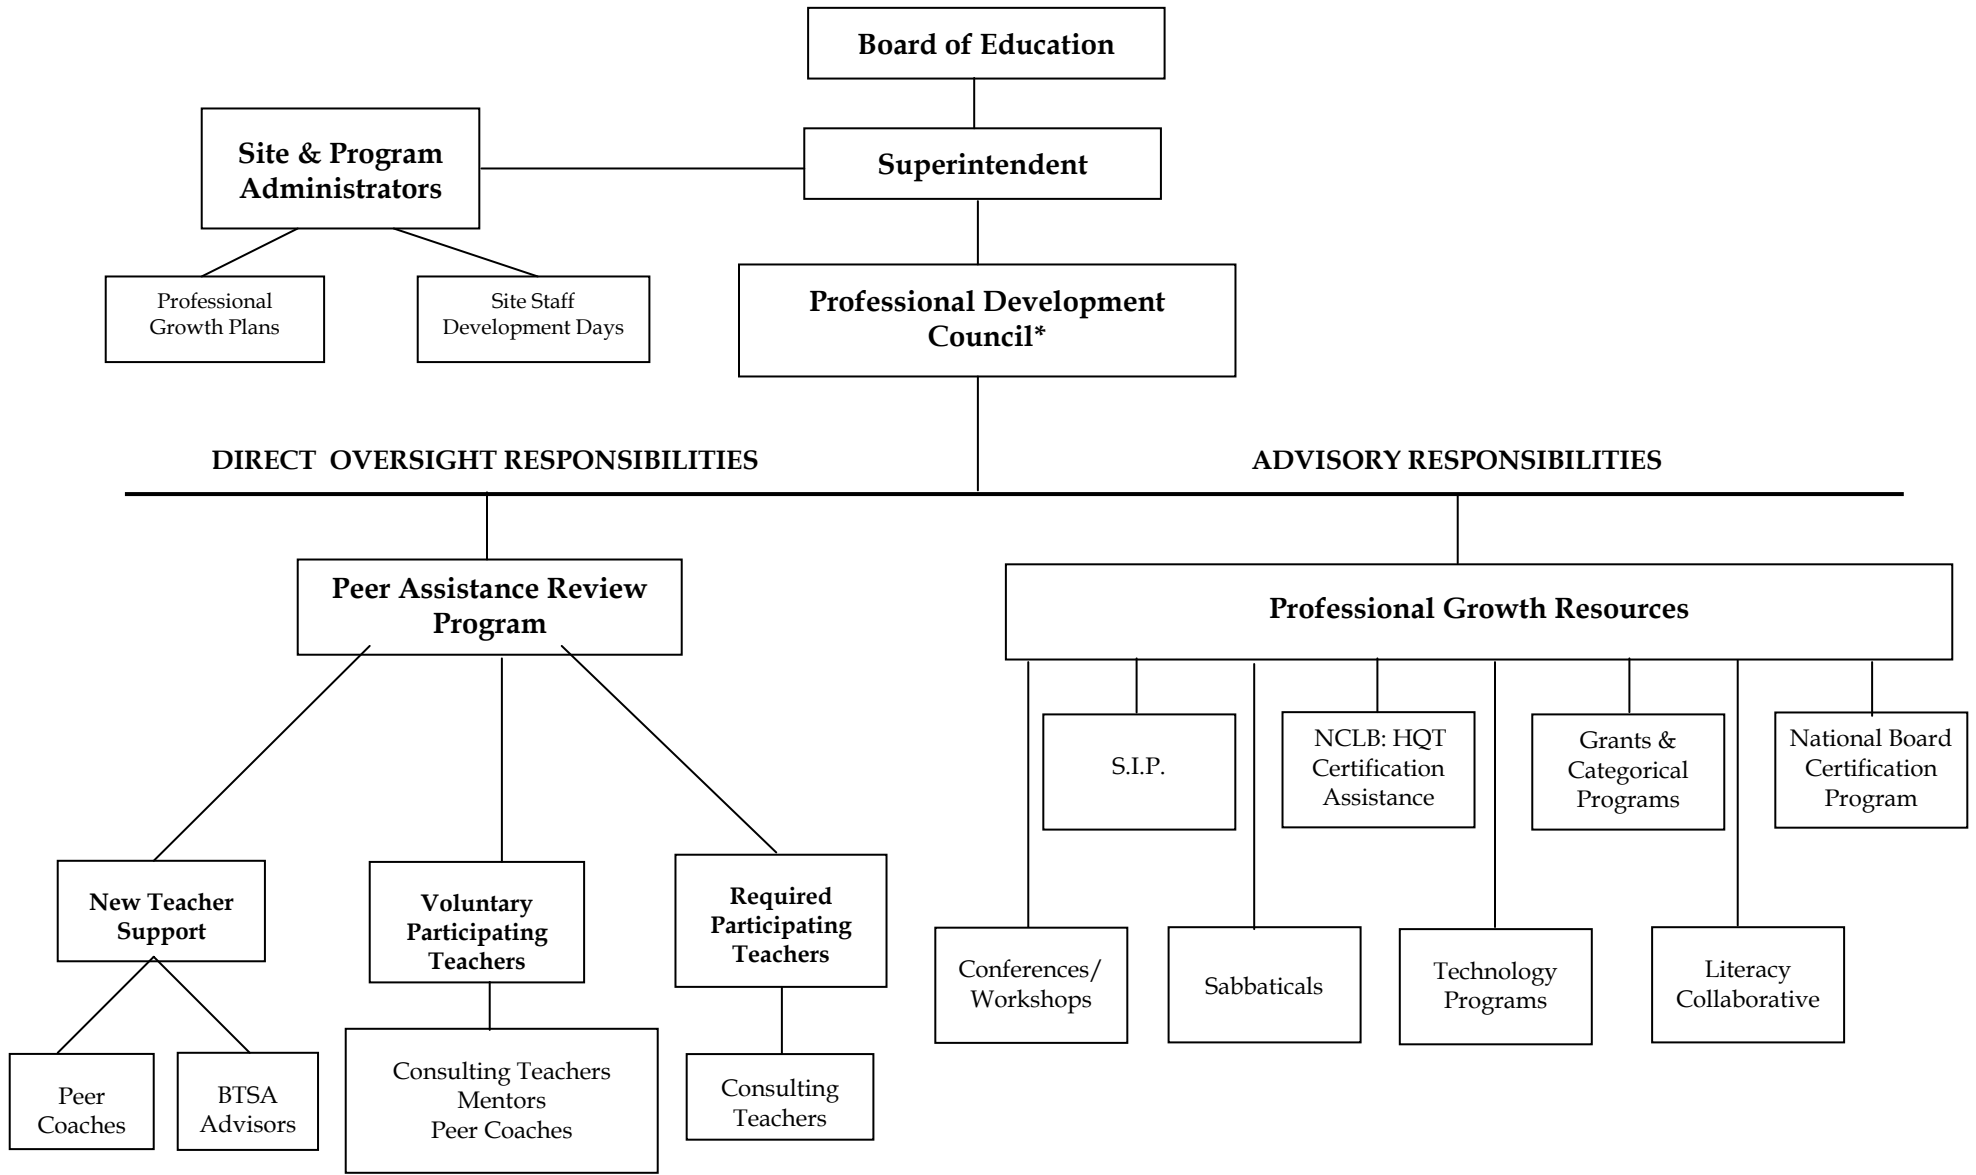 Board of Education
Site & Program
Administrators
Superintendent
Professional
Growth Plans
Site Staff
Development Days
Professional Development
Council*
DIRECT OVERSIGHT RESPONSIBILITIES
ADVISORY RESPONSIBILITIES
Peer Assistance Review
Program
Professional Growth Resources
S.I.P.
NCLB: HQT
Certification
Assistance
Grants &
Categorical
Programs
National Board
Certification
Program
New Teacher
Support
Voluntary
Participating
Teachers
Required
Participating
Teachers
Conferences/
Workshops
Sabbaticals
Technology
Programs
Literacy
Collaborative
Peer
Coaches
BTSA
Advisors
Consulting Teachers
Mentors
Peer Coaches
Consulting
Teachers